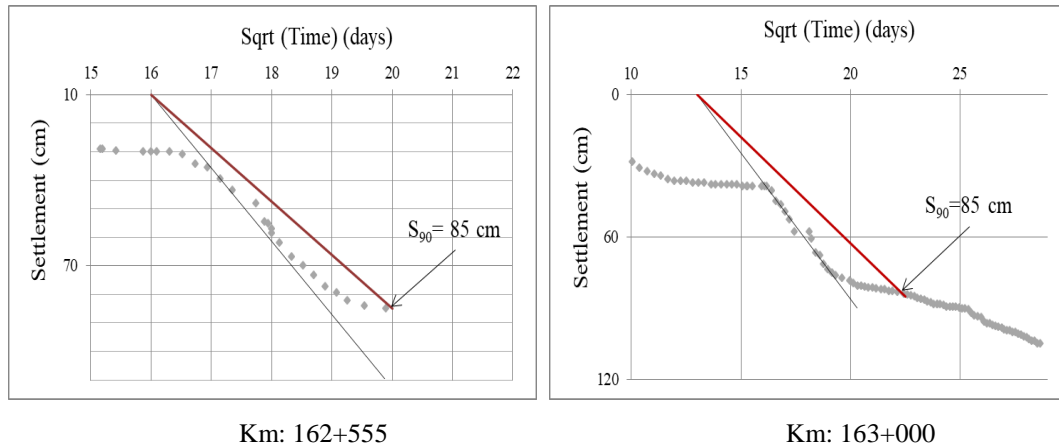 Sqrt (Time) (days)
15 16 17 18 19 20 21 22
10
70
Settlement (cm)
S₉₀= 85 cm
Km: 162+555
Sqrt (Time) (days)
10 15 20 25
0
60
120
Settlement (cm)
S₉₀=85 cm
Km: 163+000